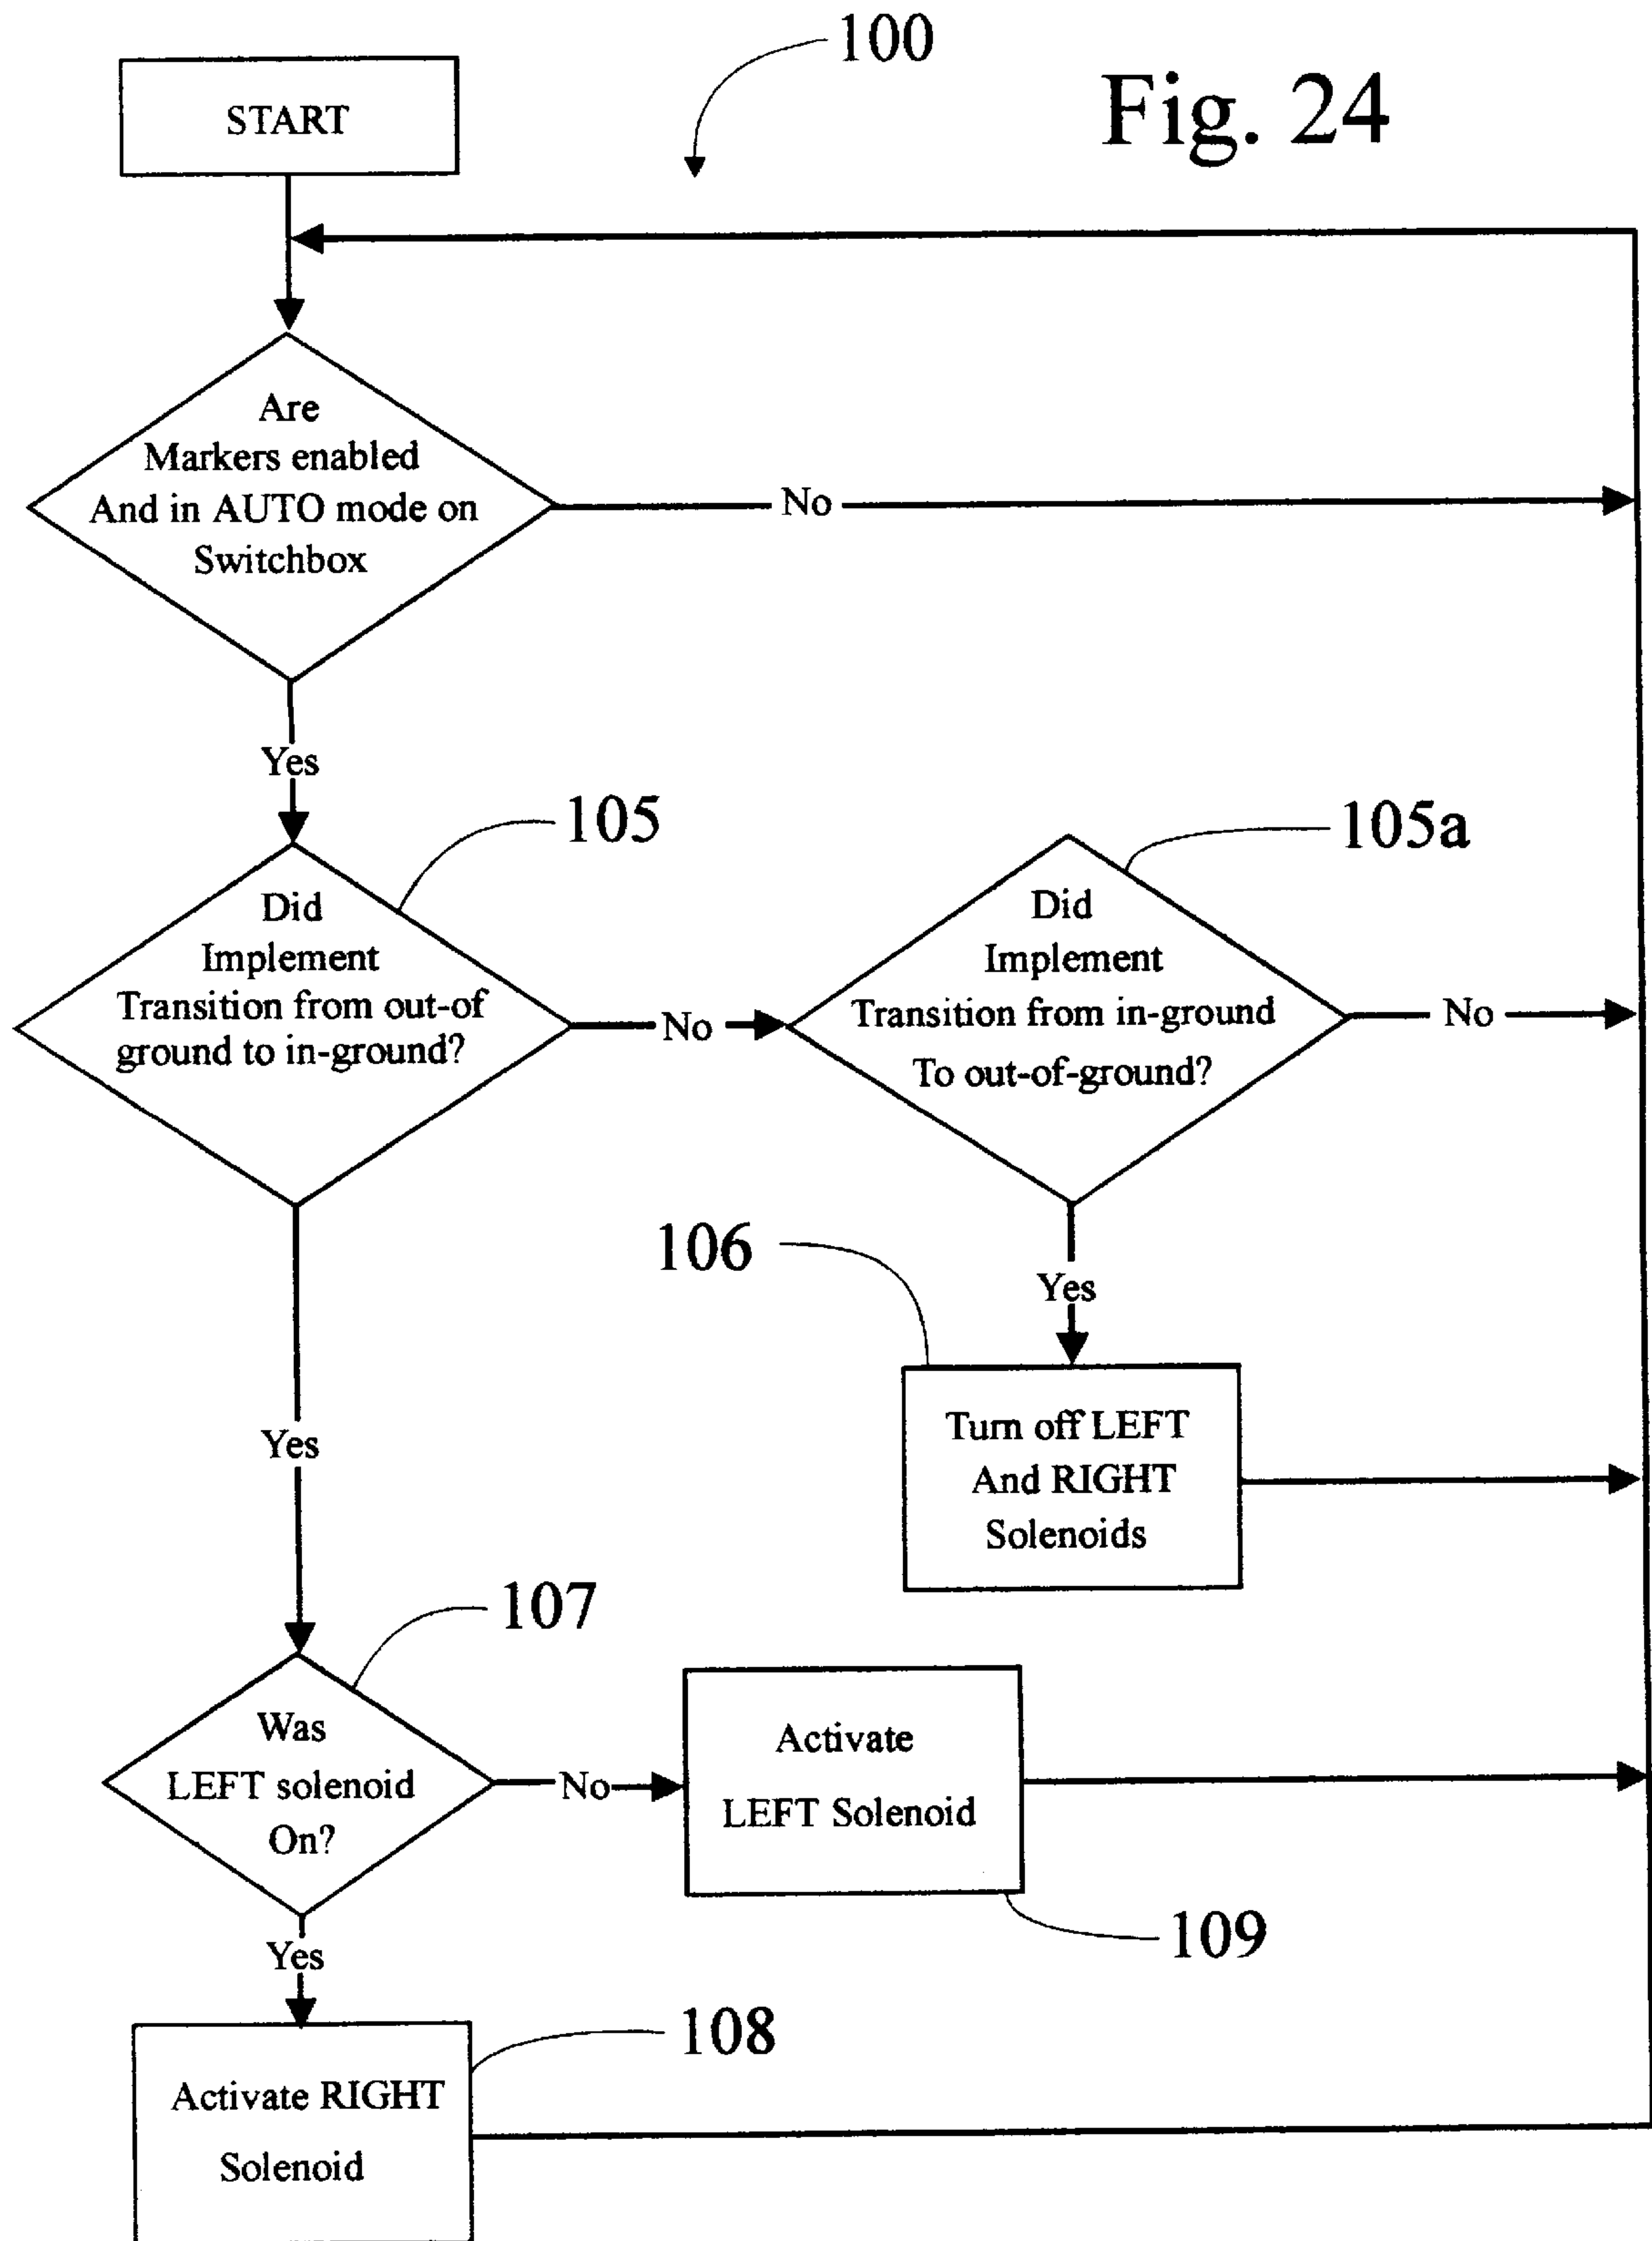 100
Fig. 24
START
Are
Markers enabled
And in AUTO mode on
Switchbox
No
Yes
105
105a
Did
Implement
Transition from out-of
ground to in-ground?
No
Did
Implement
Transition from in-ground
To out-of-ground?
No
106
Yes
Turn off LEFT
And RIGHT
Solenoids
Yes
107
Was
LEFT solenoid
On?
No
Activate
LEFT Solenoid
109
Yes
108
Activate RIGHT
Solenoid